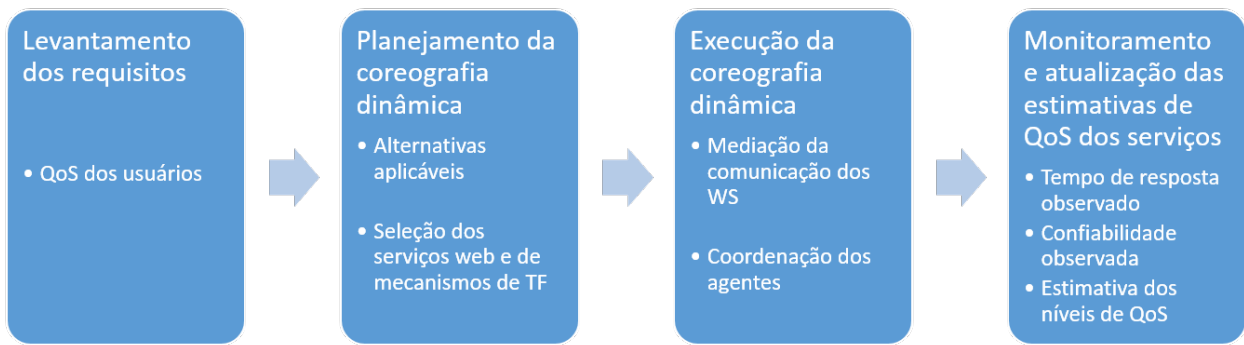 Levantamento
dos requisitos
• QoS dos usuários
Planejamento da
coreografia
dinâmica
• Alternativas
aplicáveis
• Seleção dos
serviços web e de
mecanismos de TF
Execução da
coreografia
dinâmica
• Mediação da
comunicação dos
WS
• Coordenação dos
agentes
Monitoramento
e atualização das
estimativas de
QoS dos serviços
• Tempo de resposta
observado
• Confiabilidade
observada
• Estimativa dos
níveis de QoS